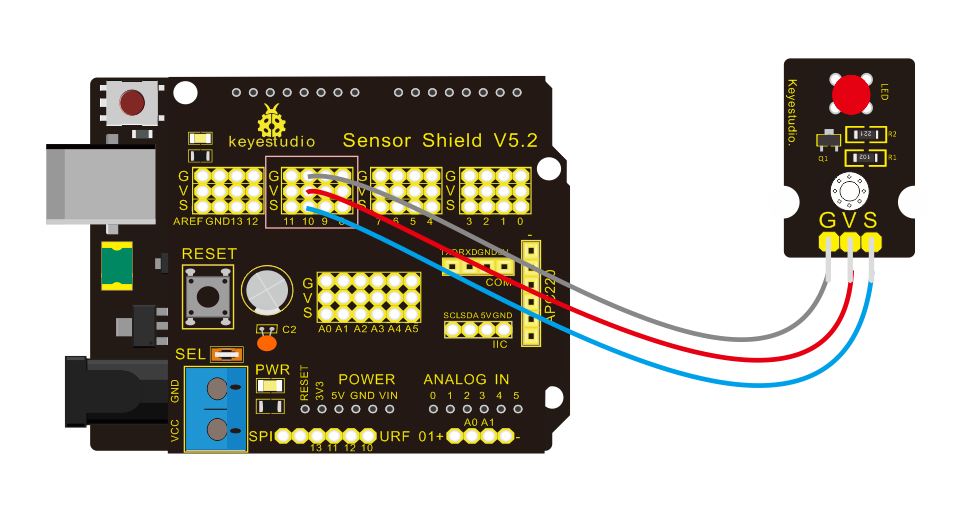 keyestudio
Sensor Shield V5.2
G
V
S
AREF GND 13 12
G
V
S
11 10 9 8
G
V
S
7 6 5 4
G
V
S
3 2 1 0
RESET
TXD RXD GND 5V
COM
APC220
-
G
V
S
A0 A1 A2 A3 A4 A5
C2
SCL SDA 5V GND
IIC
SEL
PWR
GND
VCC
RESET
3V3
POWER
5V GND VIN
ANALOG IN
0 1 2 3 4 5
A0 A1
SPI
13 11 12 10
URF
01+
-
Keyestudio.
LED
Q1
221
R2
102
R1
G V S